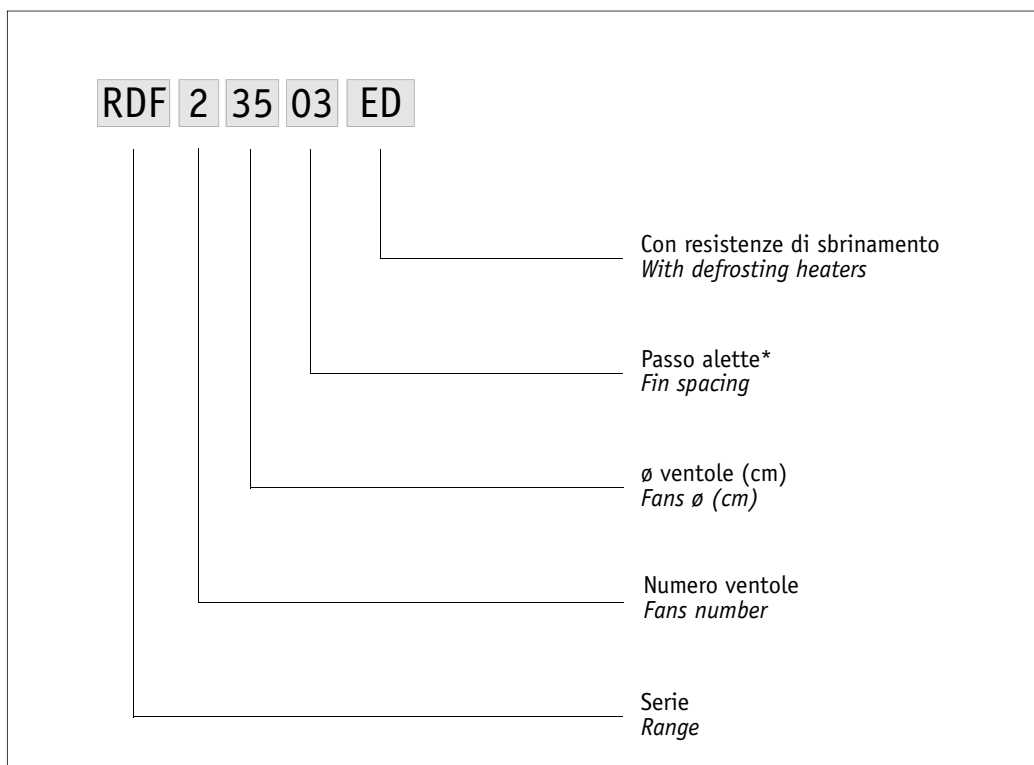 RDF 2 35 03 ED
Con resistenze di sbrinamento
With defrosting heaters
Passo alette*
Fin spacing
ø ventole (cm)
Fans ø (cm)
Numero ventole
Fans number
Serie
Range